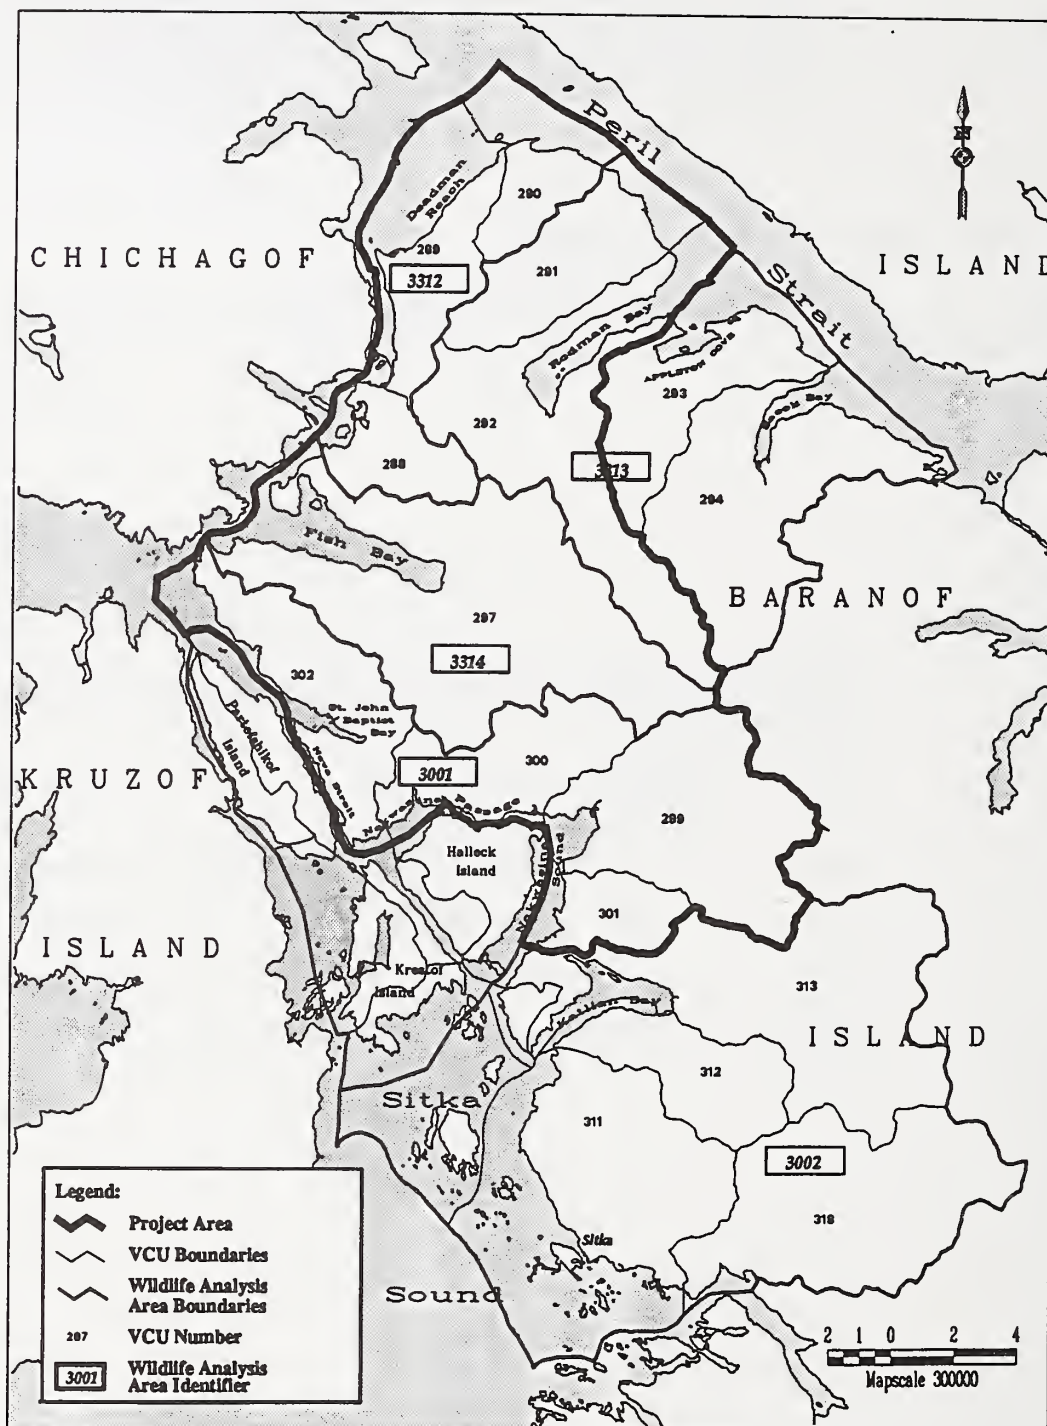 Peril
Strait
Deadman
Reach
290
CHICHAGOF
289
3312
291
ISLAND
Rodman Bay
APPLETON COVE
293
Saook Bay
292
288
3313
294
Fish Bay
297
BARANOF
3314
302
St. John
Baptist
Bay
Partofshikof
Island
Neva Strait
KRUZOF
3001
300
Nakwasina Passage
299
Halleck
Island
Nakwasina
Sound
301
ISLAND
Krestof
Island
313
Katlian Bay
ISLAND
312
Sitka
311
3002
318
Sitka
Sound
Legend:
Project Area
VCU Boundaries
Wildlife Analysis
Area Boundaries
297 VCU Number
3001 Wildlife Analysis
Area Identifier
2 1 0 2 4
Mapscale 300000